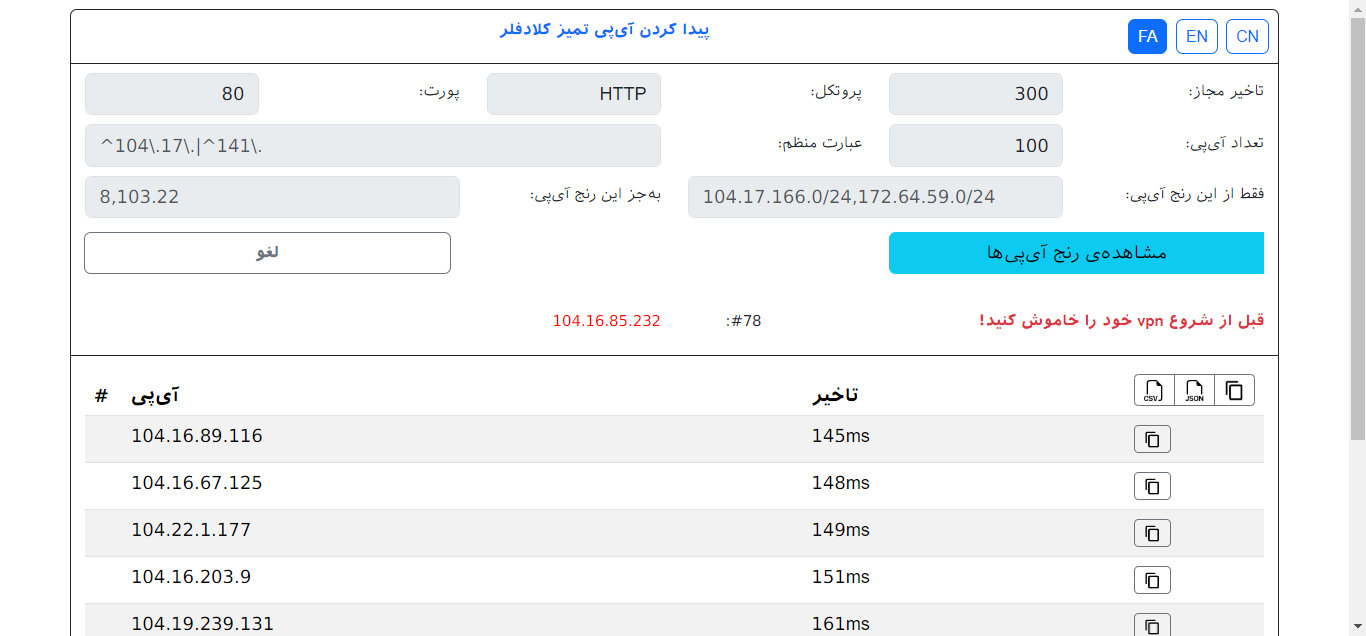 پیدا کردن آی‌پی تمیز کلادفلر
FA EN CN
تاخیر مجاز: 300 پروتکل: HTTP پورت: 80
تعداد آی‌پی: 100 عبارت منظم: ^104\.17\.|^141\.
فقط از این رنج آی‌پی: 104.17.166.0/24,172.64.59.0/24 به‌جز این رنج آی‌پی: 8,103.22
مشاهده‌ی رنج آی‌پی‌ها لغو
قبل از شروع vpn خود را خاموش کنید! #78: 104.16.85.232
# آی‌پی تاخیر CSV JSON
104.16.89.116 145ms
104.16.67.125 148ms
104.22.1.177 149ms
104.16.203.9 151ms
104.19.239.131 161ms